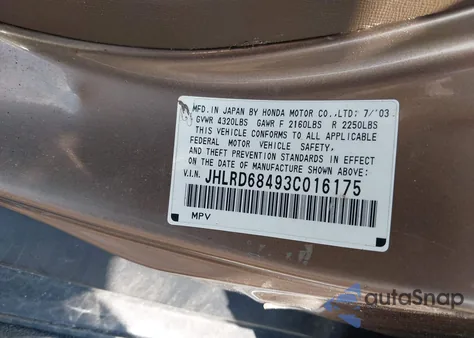 MFD.IN JAPAN BY HONDA MOTOR CO.,LTD: 7/'03
GVWR 4320LBS GAWR F 2160LBS R 2250LBS
THIS VEHICLE CONFORMS TO ALL APPLICABLE
FEDERAL MOTOR VEHICLE SAFETY,
AND THEFT PREVENTION STANDARDS IN EFFECT
ON THE DATE OF MANUFACTURE SHOWN ABOVE:
V.I.N. JHLRD68493C016175
MPV
autoSnap